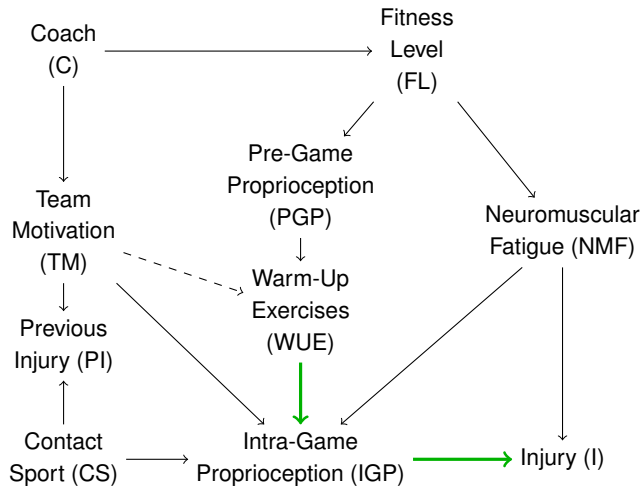 Coach
(C)
Fitness
Level
(FL)
Pre-Game
Proprioception
(PGP)
Team
Motivation
(TM)
Neuromuscular
Fatigue (NMF)
Warm-Up
Exercises
(WUE)
Previous
Injury (PI)
Contact
Sport (CS)
Intra-Game
Proprioception (IGP)
Injury (I)